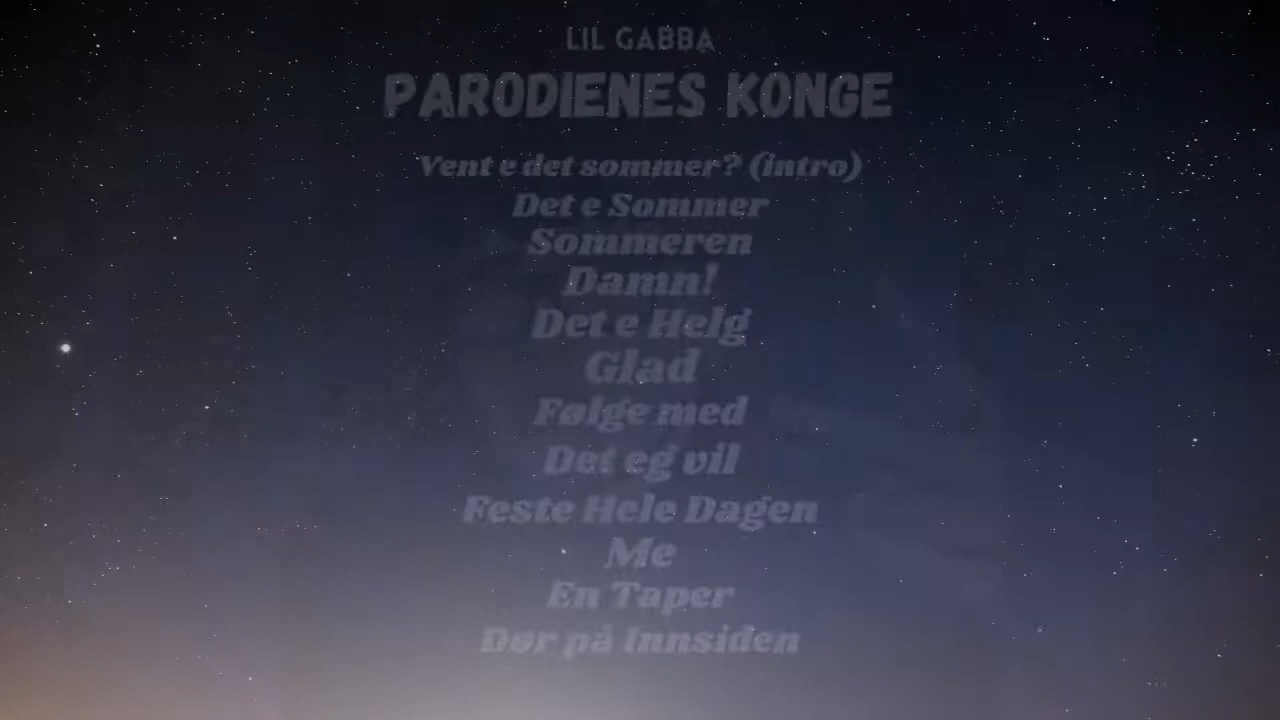 LIL GABBA
PARODIENES KONGE
Vent e det sommer? (intro)
Det e Sommer
Sommeren
Damn!
Det e Helg
Glad
Følge med
Det eg vil
Feste Hele Dagen
Me
En Taper
Dør på Innsiden